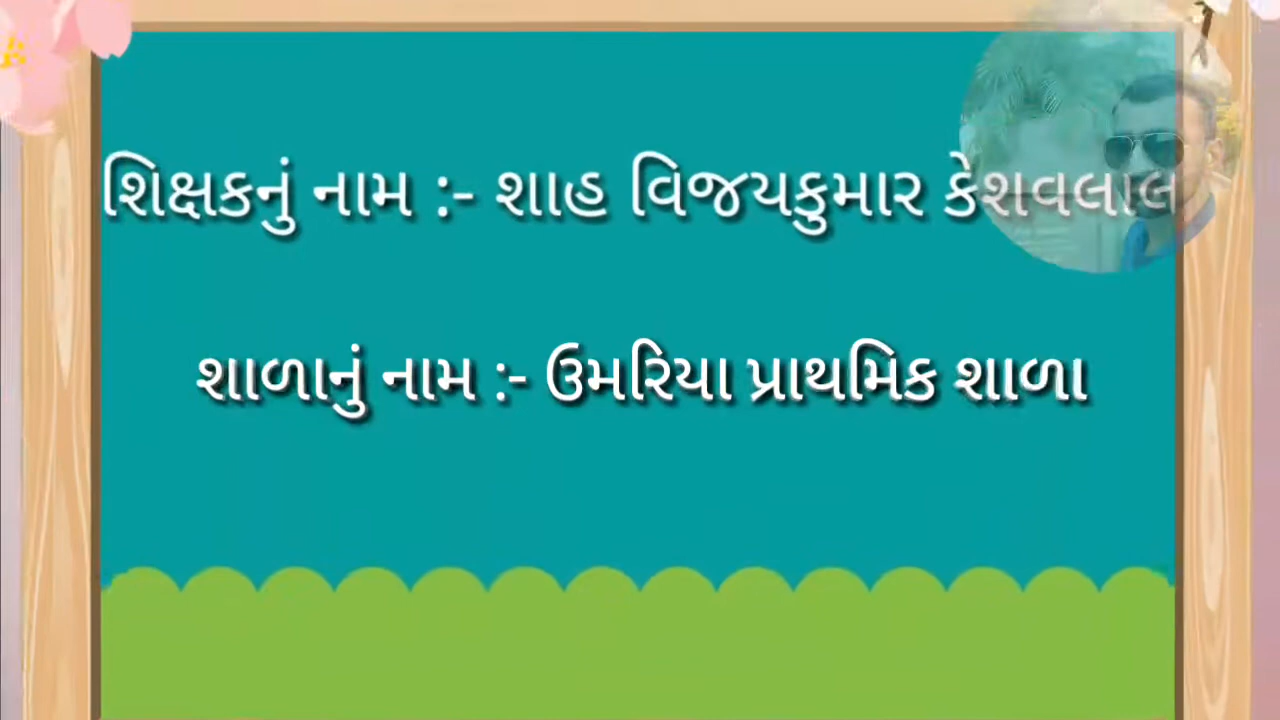 શિક્ષકનું નામ :- શાહ વિજયકુમાર કેશવલાલ
શાળાનું નામ :- ઉમરિયા પ્રાથમિક શાળા